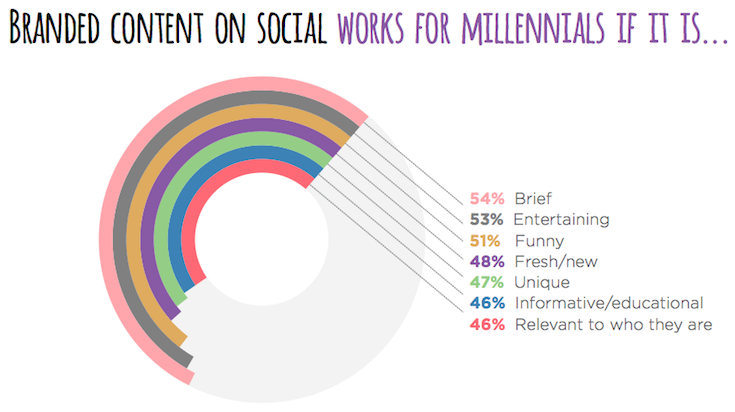 BRANDED CONTENT ON SOCIAL WORKS FOR MILLENNIALS IF IT IS...
54% Brief
53% Entertaining
51% Funny
48% Fresh/new
47% Unique
46% Informative/educational
46% Relevant to who they are